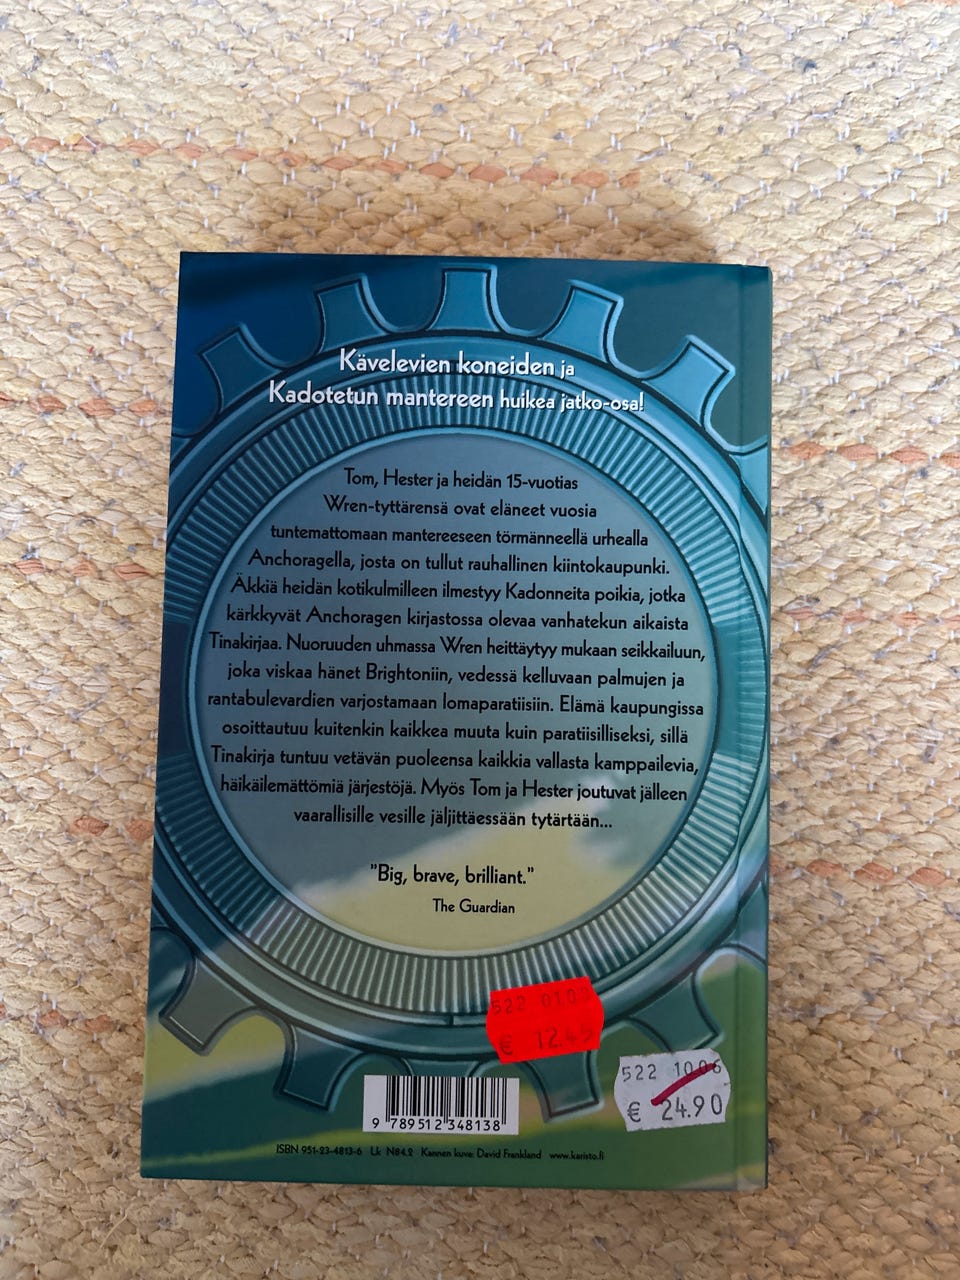 Kävelevien koneiden ja
Kadotetun mantereen huikea jatko-osa!
Tom, Hester ja heidän 15-vuotias
Wren-tyttärensä ovat eläneet vuosia
tuntemattomaan mantereeseen törmänneellä urhealla
Anchoragella, josta on tullut rauhallinen kiintokaupunki.
Äkkiä heidän kotikulmilleen ilmestyy Kadonneita poikia, jotka
kärkkyvät Anchoragen kirjastossa olevaa vanhatekun aikaista
Tinakirjaa. Nuoruuden uhmassa Wren heittäytyy mukaan seikkailuun,
joka viskaa hänet Brightoniin, vedessä kelluvaan palmujen ja
rantabulevardien varjostamaan lomaparatiisiin. Elämä kaupungissa
osoittautuu kuitenkin kaikkea muuta kuin paratiisilliseksi, sillä
Tinakirja tuntuu vetävän puoleensa kaikkia vallasta kamppailevia,
häikäilemättömiä järjestöjä. Myös Tom ja Hester joutuvat jälleen
vaarallisille vesille jäljittäessään tytärtään...
"Big, brave, brilliant."
The Guardian
522 0109
€ 12.45
522 10.06
€ 24.90
9 789512 348138
ISBN 951-23-4813-6 Lk N84.2 Kannen kuva: David Frankland www.karisto.fi